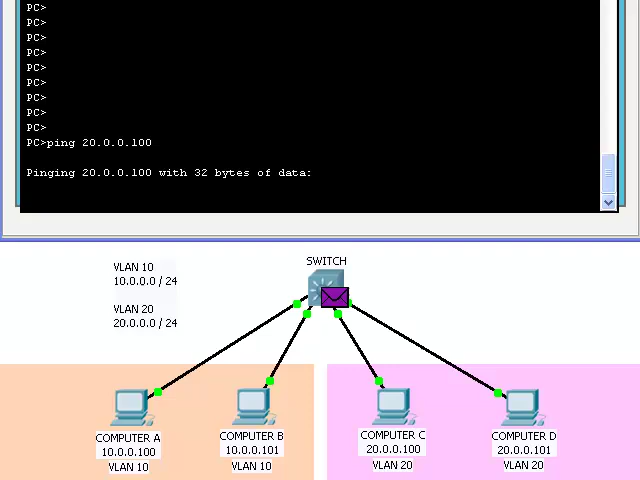 PC>
PC>
PC>
PC>
PC>
PC>
PC>
PC>
PC>
PC>ping 20.0.0.100
Pinging 20.0.0.100 with 32 bytes of data:
SWITCH
VLAN 10
10.0.0.0 / 24
VLAN 20
20.0.0.0 / 24
COMPUTER A
10.0.0.100
VLAN 10
COMPUTER B
10.0.0.101
VLAN 10
COMPUTER C
20.0.0.100
VLAN 20
COMPUTER D
20.0.0.101
VLAN 20